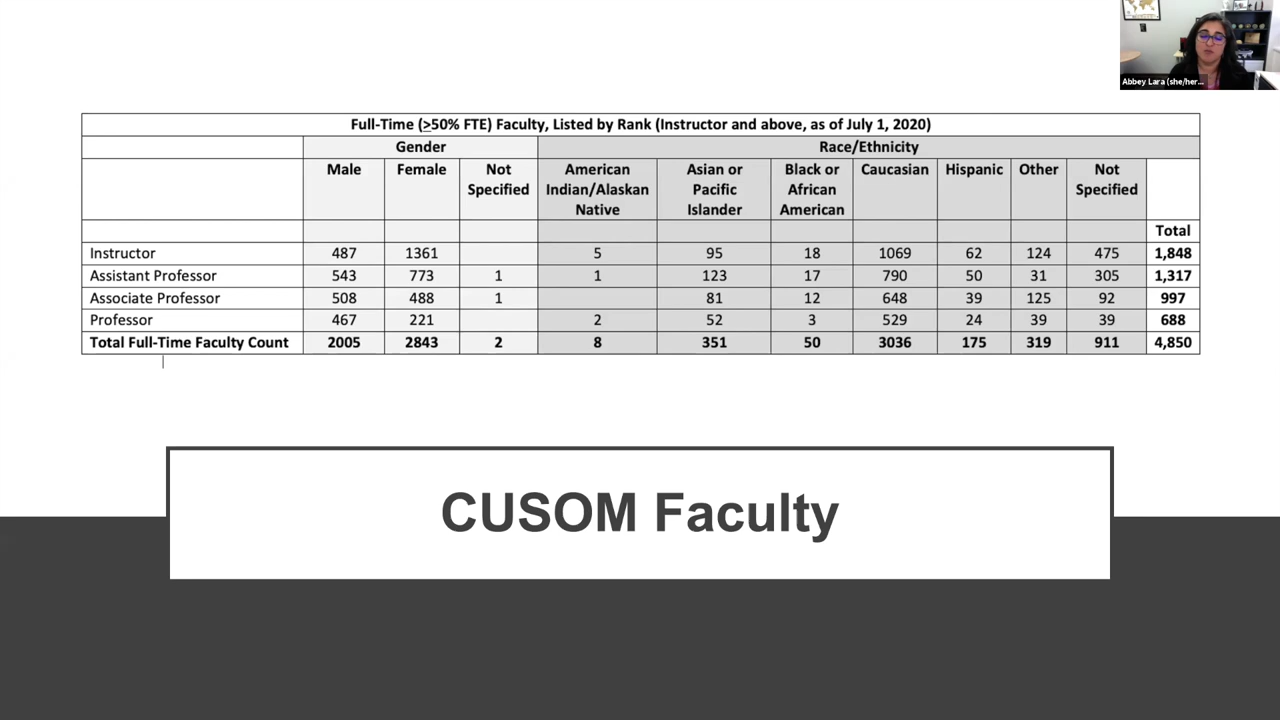 Abbey Lara (she/her...
Full-Time (>50% FTE) Faculty, Listed by Rank (Instructor and above, as of July 1, 2020)
Gender Race/Ethnicity
Male Female Not Specified American Indian/Alaskan Native Asian or Pacific Islander Black or African American Caucasian Hispanic Other Not Specified
Total
Instructor 487 1361 5 95 18 1069 62 124 475 1,848
Assistant Professor 543 773 1 1 123 17 790 50 31 305 1,317
Associate Professor 508 488 1 81 12 648 39 125 92 997
Professor 467 221 2 52 3 529 24 39 39 688
Total Full-Time Faculty Count 2005 2843 2 8 351 50 3036 175 319 911 4,850
CUSOM Faculty